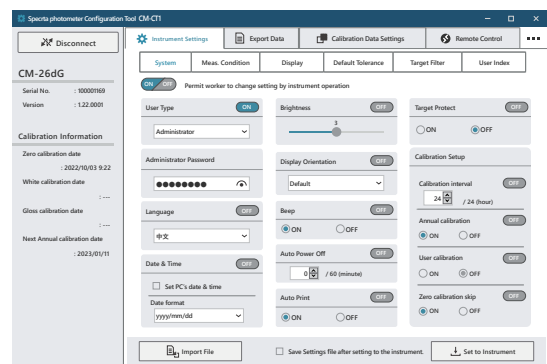 Spectra photometer Configuration Tool CM-CT1
Disconnect
CM-26dG
Serial No. : 100001169
Version : 1.22.0001
Calibration Information
Zero calibration date
: 2022/10/03 9:22
White calibration date
: ---
Gloss calibration date
: ---
Next Annual calibration date
: 2023/01/11
Instrument Settings
Export Data
Calibration Data Settings
Remote Control
System
Meas. Condition
Display
Default Tolerance
Target Filter
User Index
ON OFF Permit worker to change setting by instrument operation
User Type ON
Administrator
Administrator Password
Language OFF
中文
Date & Time OFF
Set PC's date & time
Date format
yyyy/mm/dd
Brightness OFF
3
Display Orientation OFF
Default
Beep OFF
ON OFF
Auto Power Off OFF
0 / 60 (minute)
Auto Print OFF
ON OFF
Target Protect OFF
ON OFF
Calibration Setup
Calibration interval OFF
24 / 24 (hour)
Annual calibration OFF
ON OFF
User calibration OFF
ON OFF
Zero calibration skip OFF
ON OFF
Import File
Save Settings file after setting to the instrument.
Set to Instrument